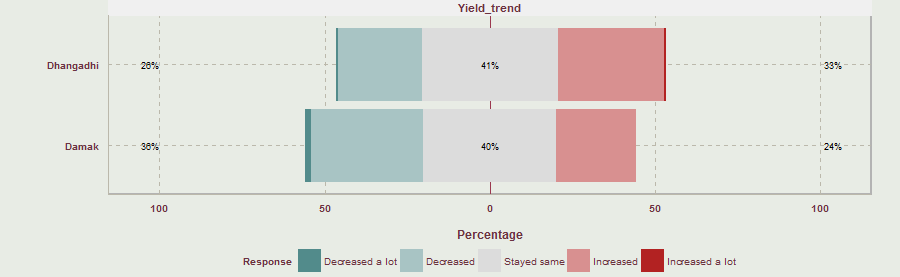 Yield_trend
Dhangadhi 26% 41% 33%
Damak 36% 40% 24%
100 50 0 50 100
Percentage
Response Decreased a lot Decreased Stayed same Increased Increased a lot